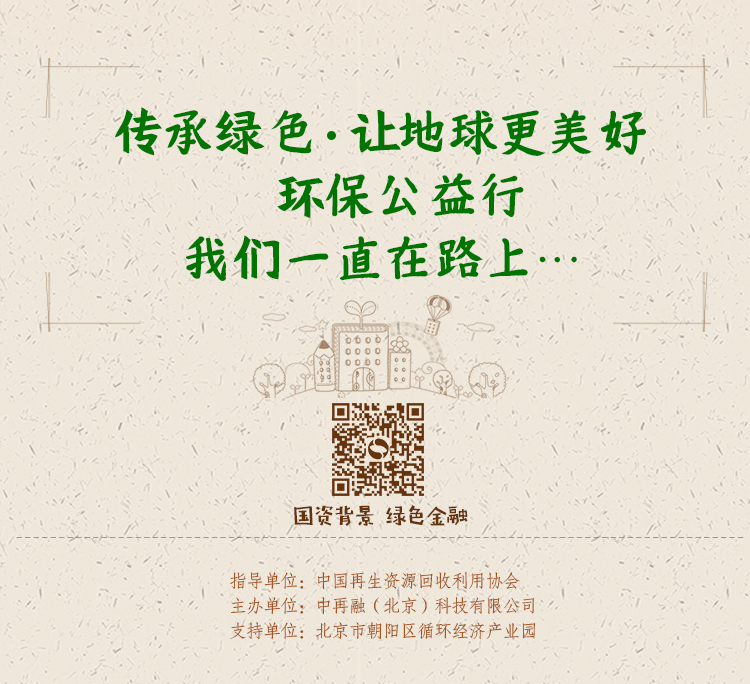 传承绿色·让地球更美好
环保公益行
我们一直在路上…
国资背景 绿色金融
指导单位：中国再生资源回收利用协会
主办单位：中再融（北京）科技有限公司
支持单位：北京市朝阳区循环经济产业园